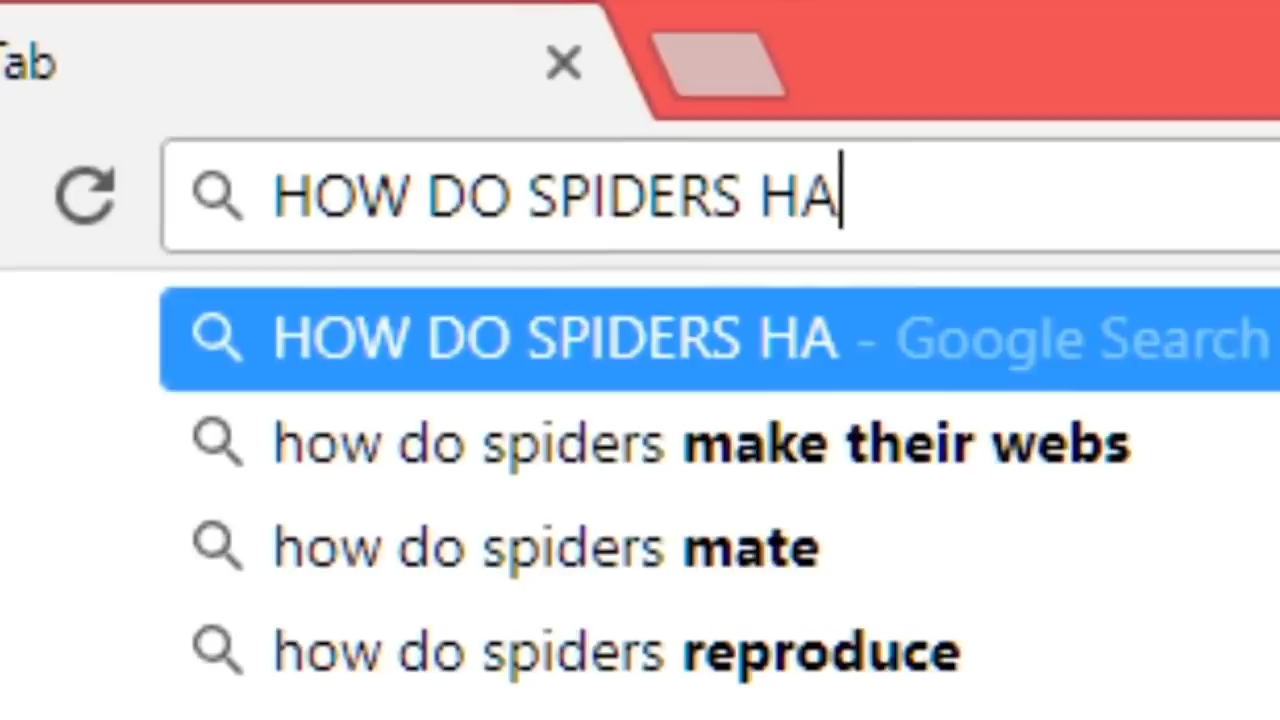 Tab
HOW DO SPIDERS HA
HOW DO SPIDERS HA - Google Search
how do spiders make their webs
how do spiders mate
how do spiders reproduce